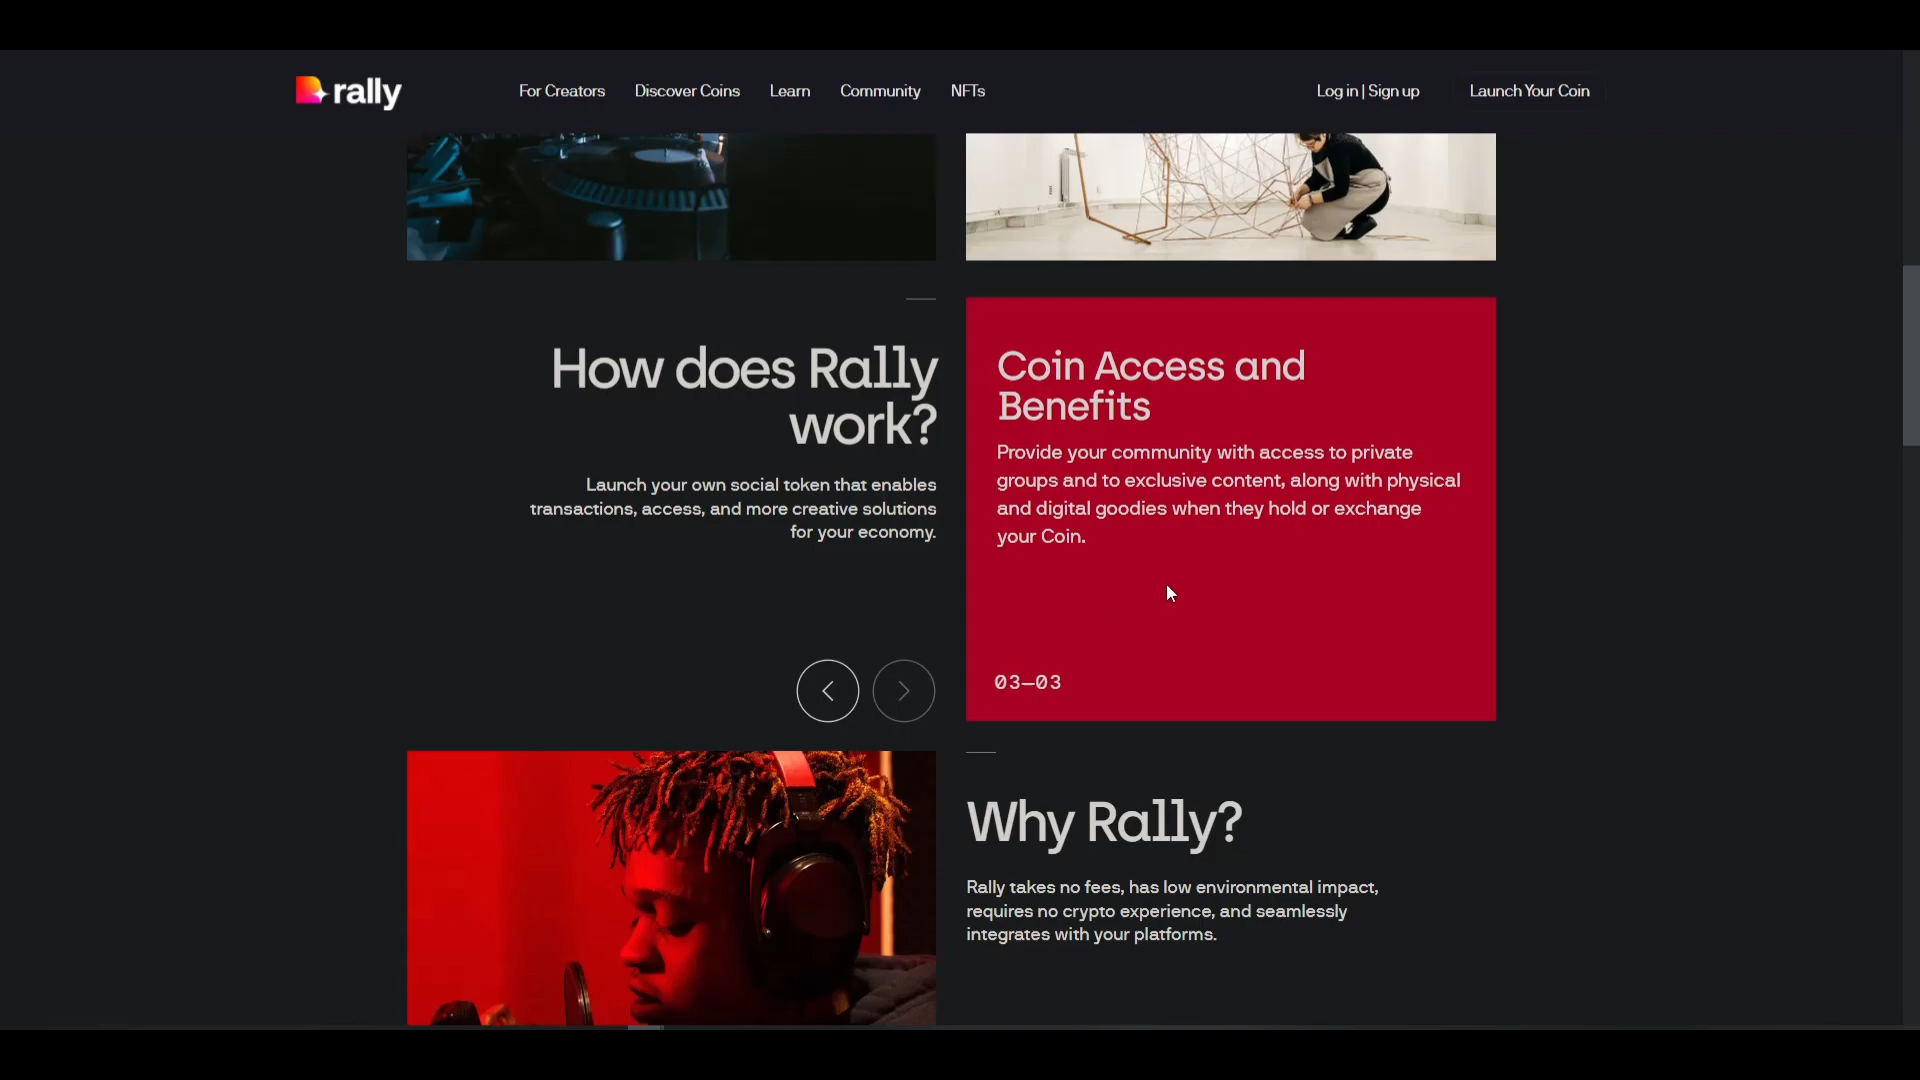 rally
For Creators
Discover Coins
Learn
Community
NFTs
Log in | Sign up
Launch Your Coin
How does Rally
work?
Launch your own social token that enables
transactions, access, and more creative solutions
for your economy.
Coin Access and
Benefits
Provide your community with access to private
groups and to exclusive content, along with physical
and digital goodies when they hold or exchange
your Coin.
03—03
Why Rally?
Rally takes no fees, has low environmental impact,
requires no crypto experience, and seamlessly
integrates with your platforms.